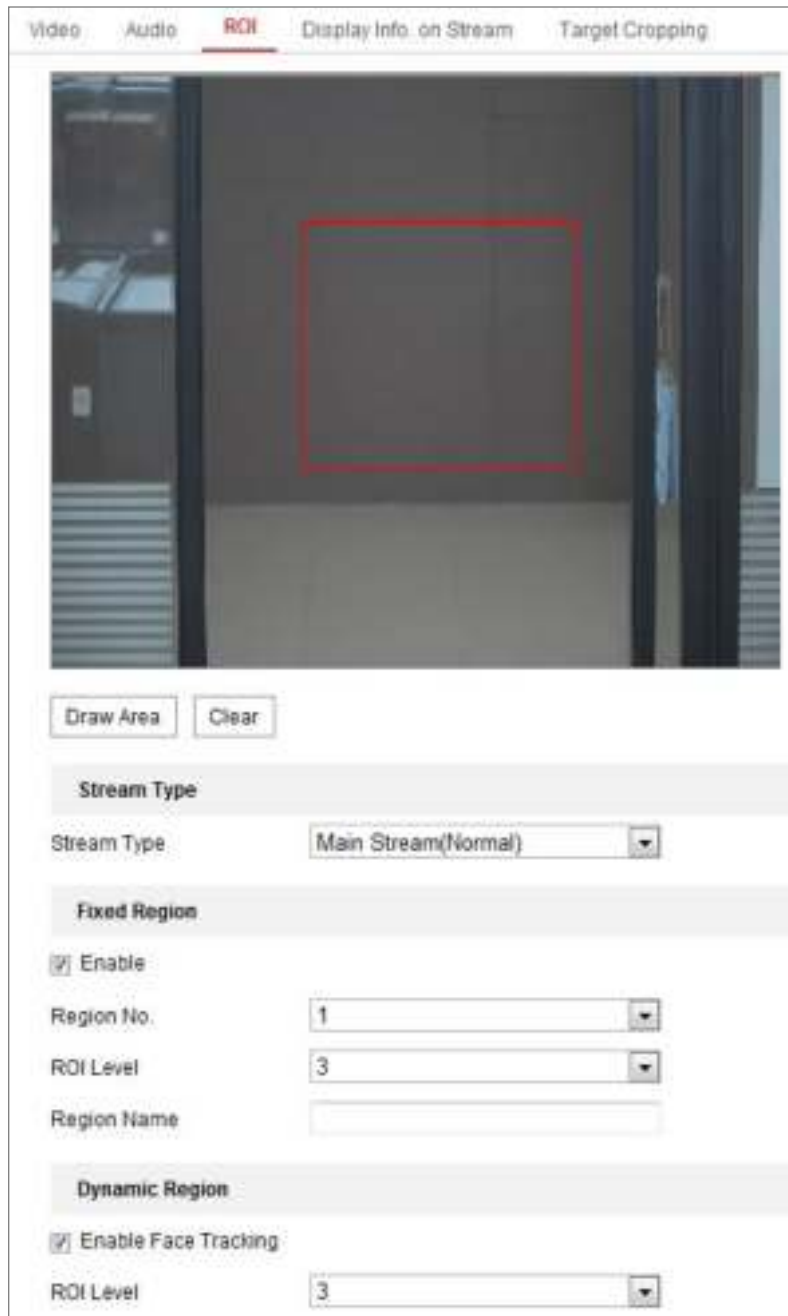 Video Audio ROI Display Info. on Stream Target Cropping
Draw Area Clear
Stream Type
Stream Type Main Stream(Normal)
Fixed Region
Enable
Region No. 1
ROI Level 3
Region Name
Dynamic Region
Enable Face Tracking
ROI Level 3